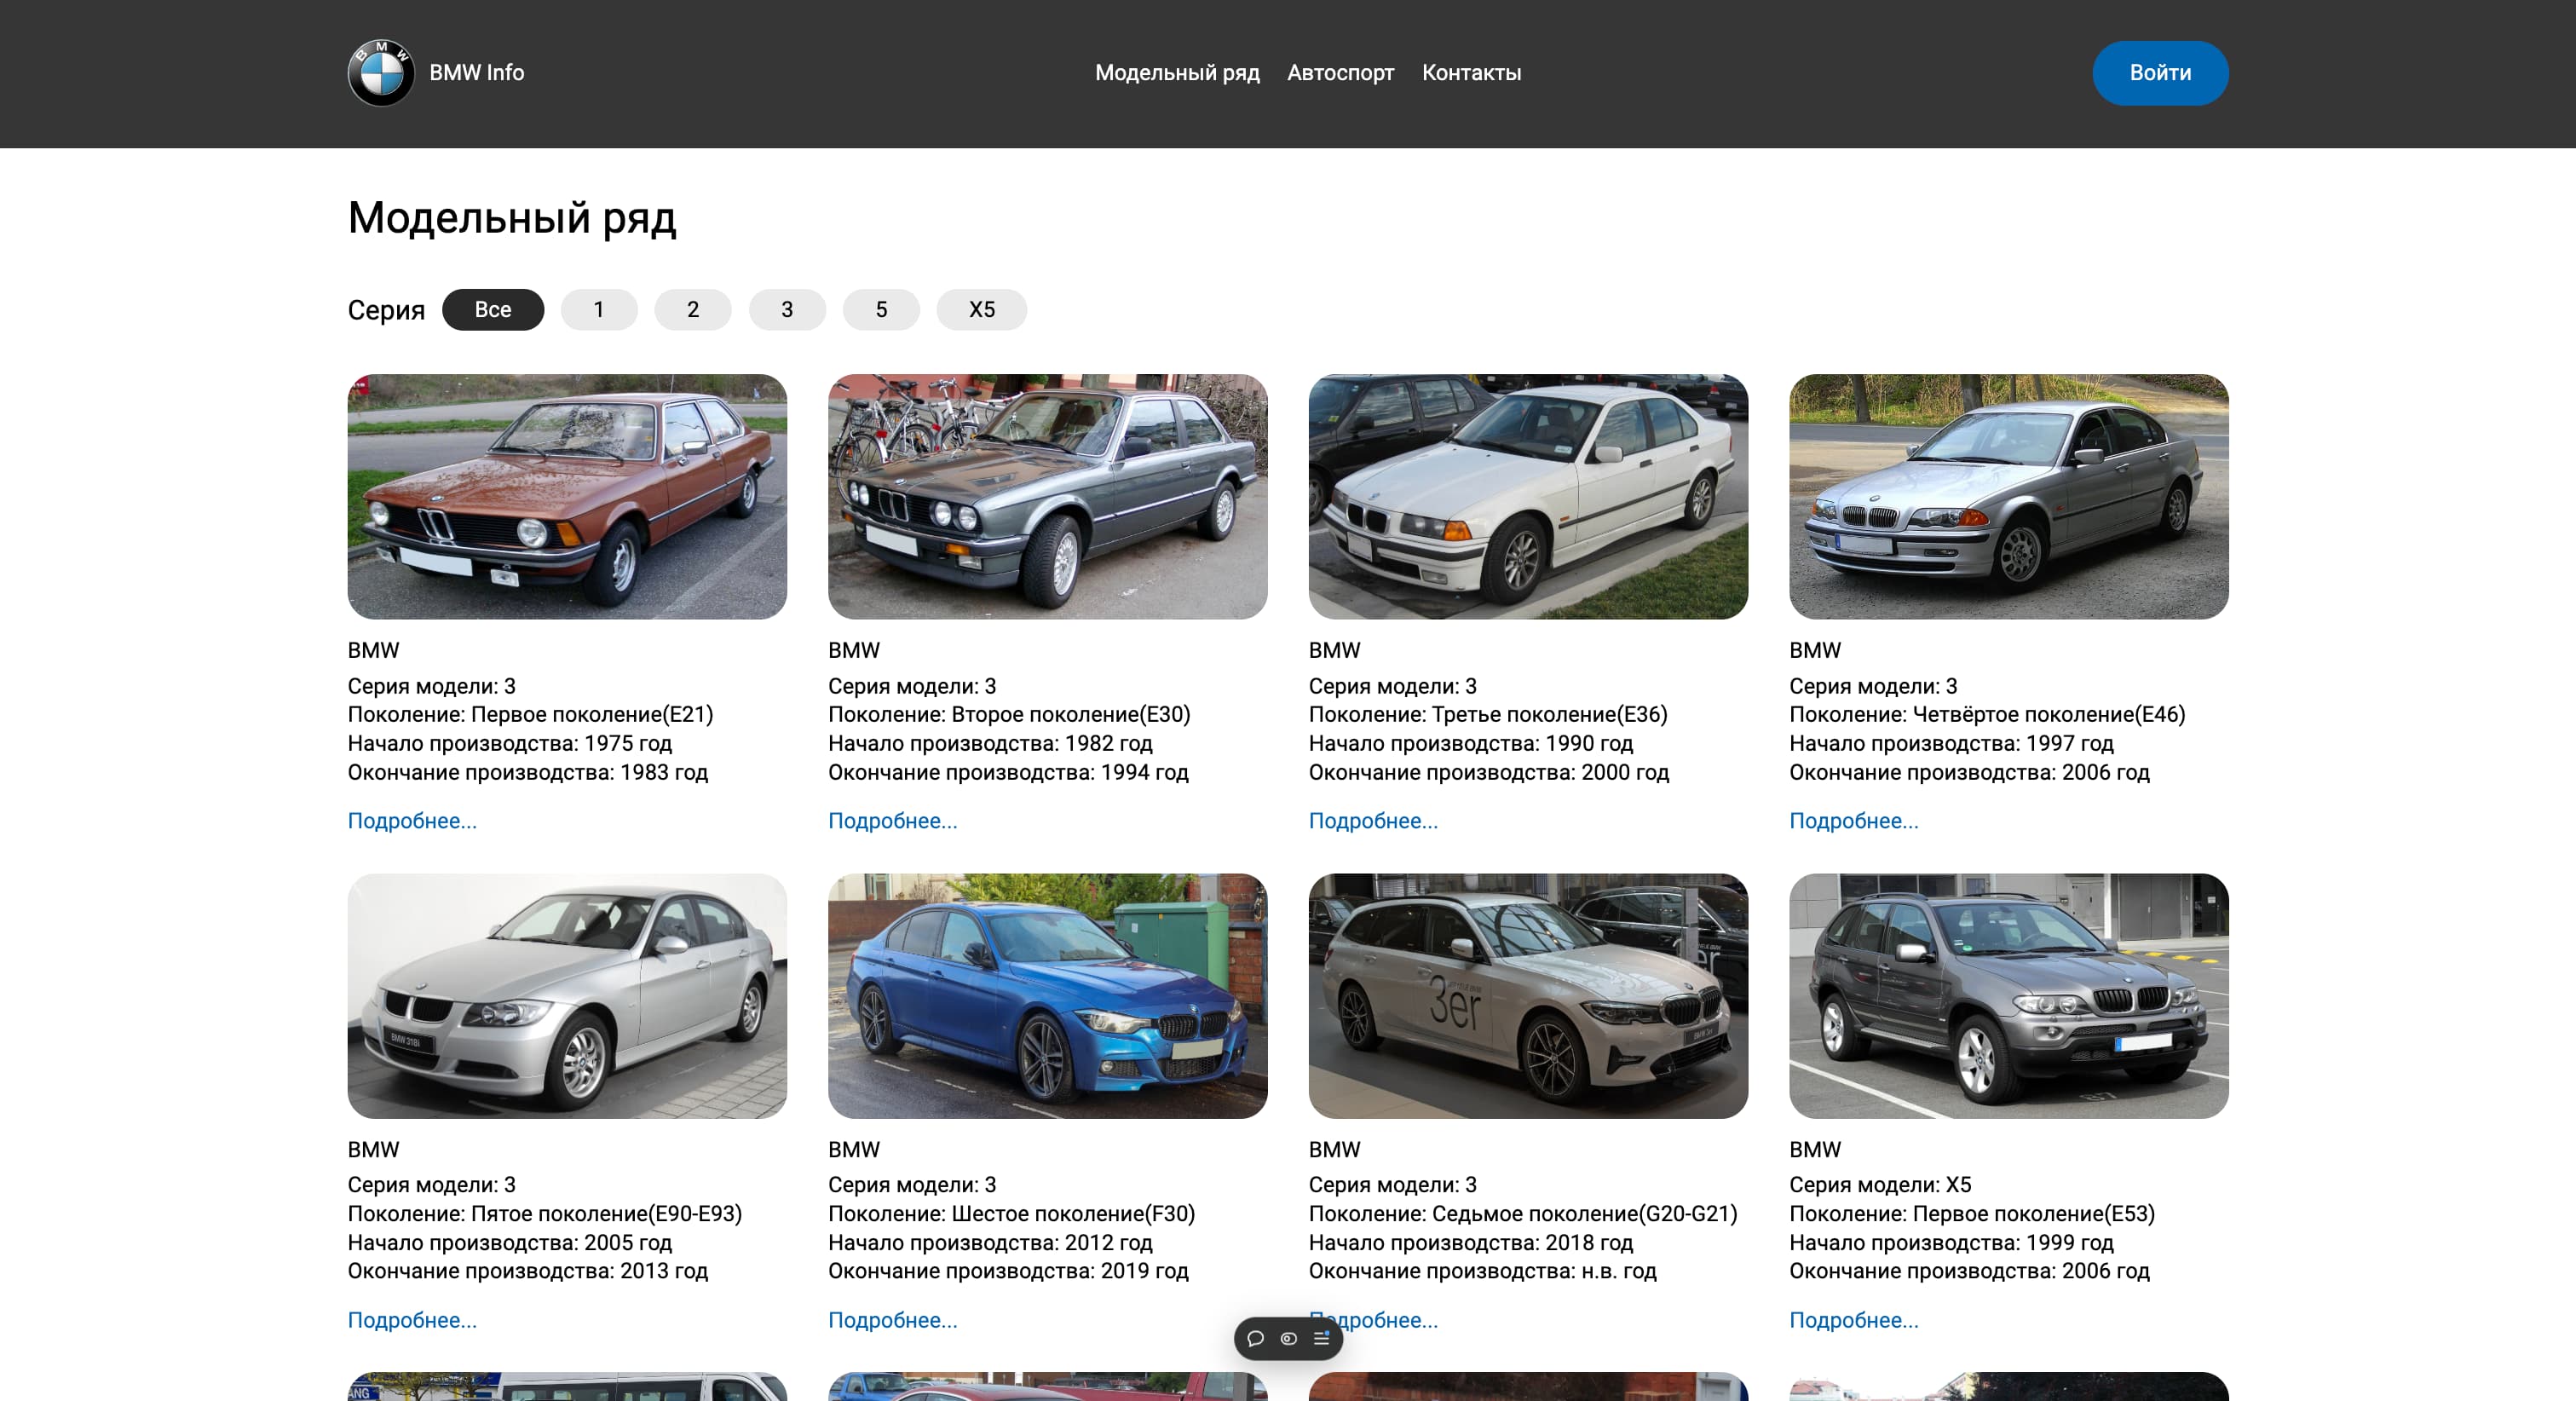 BMW
BMW Info
Модельный ряд
Автоспорт
Контакты
Войти
Модельный ряд
Серия
Все
1
2
3
5
X5
BMW
Серия модели: 3
Поколение: Первое поколение(E21)
Начало производства: 1975 год
Окончание производства: 1983 год
Подробнее...
BMW
Серия модели: 3
Поколение: Второе поколение(E30)
Начало производства: 1982 год
Окончание производства: 1994 год
Подробнее...
BMW
Серия модели: 3
Поколение: Третье поколение(E36)
Начало производства: 1990 год
Окончание производства: 2000 год
Подробнее...
BMW
Серия модели: 3
Поколение: Четвёртое поколение(E46)
Начало производства: 1997 год
Окончание производства: 2006 год
Подробнее...
BMW 318i
BMW
Серия модели: 3
Поколение: Пятое поколение(E90-E93)
Начало производства: 2005 год
Окончание производства: 2013 год
Подробнее...
BMW
Серия модели: 3
Поколение: Шестое поколение(F30)
Начало производства: 2012 год
Окончание производства: 2019 год
Подробнее...
3er
BMW
Серия модели: 3
Поколение: Седьмое поколение(G20-G21)
Начало производства: 2018 год
Окончание производства: н.в. год
Подробнее...
87
BMW
Серия модели: X5
Поколение: Первое поколение(E53)
Начало производства: 1999 год
Окончание производства: 2006 год
Подробнее...
ANG